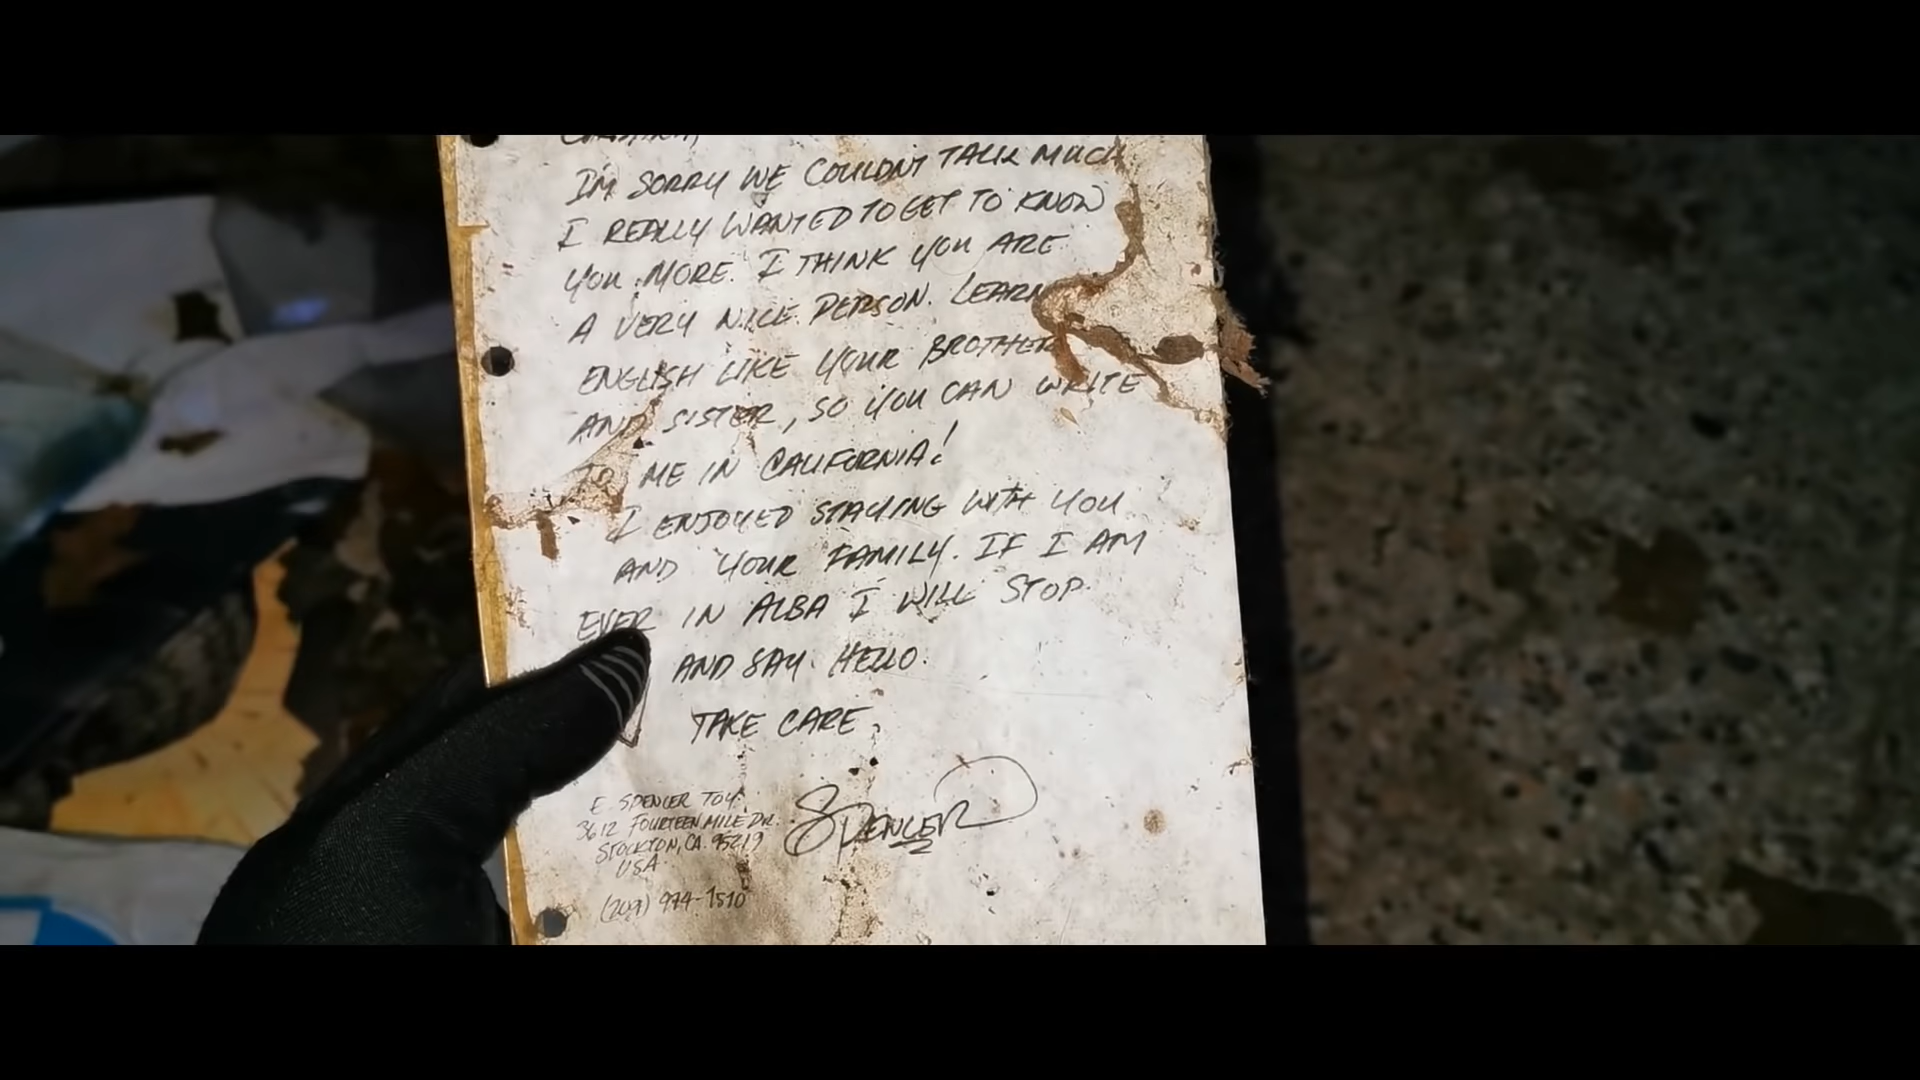 I'M SORRY WE COULDN'T TALK MUCH
I REALLY WANTED TO GET TO KNOW
YOU MORE. I THINK YOU ARE
A VERY NICE PERSON. LEARN
ENGLISH LIKE YOUR BROTHER
AND SISTER, SO YOU CAN WRITE
TO ME IN CALIFORNIA!
I ENJOYED STAYING WITH YOU
AND YOUR FAMILY. IF I AM
EVER IN ALBA I WILL STOP
AND SAY HELLO.
TAKE CARE,
SPENCER
E. SPENCER TOY
3612 FOURTEEN MILE DR.
STOCKTON, CA. 95219
USA
(209) 974-1510